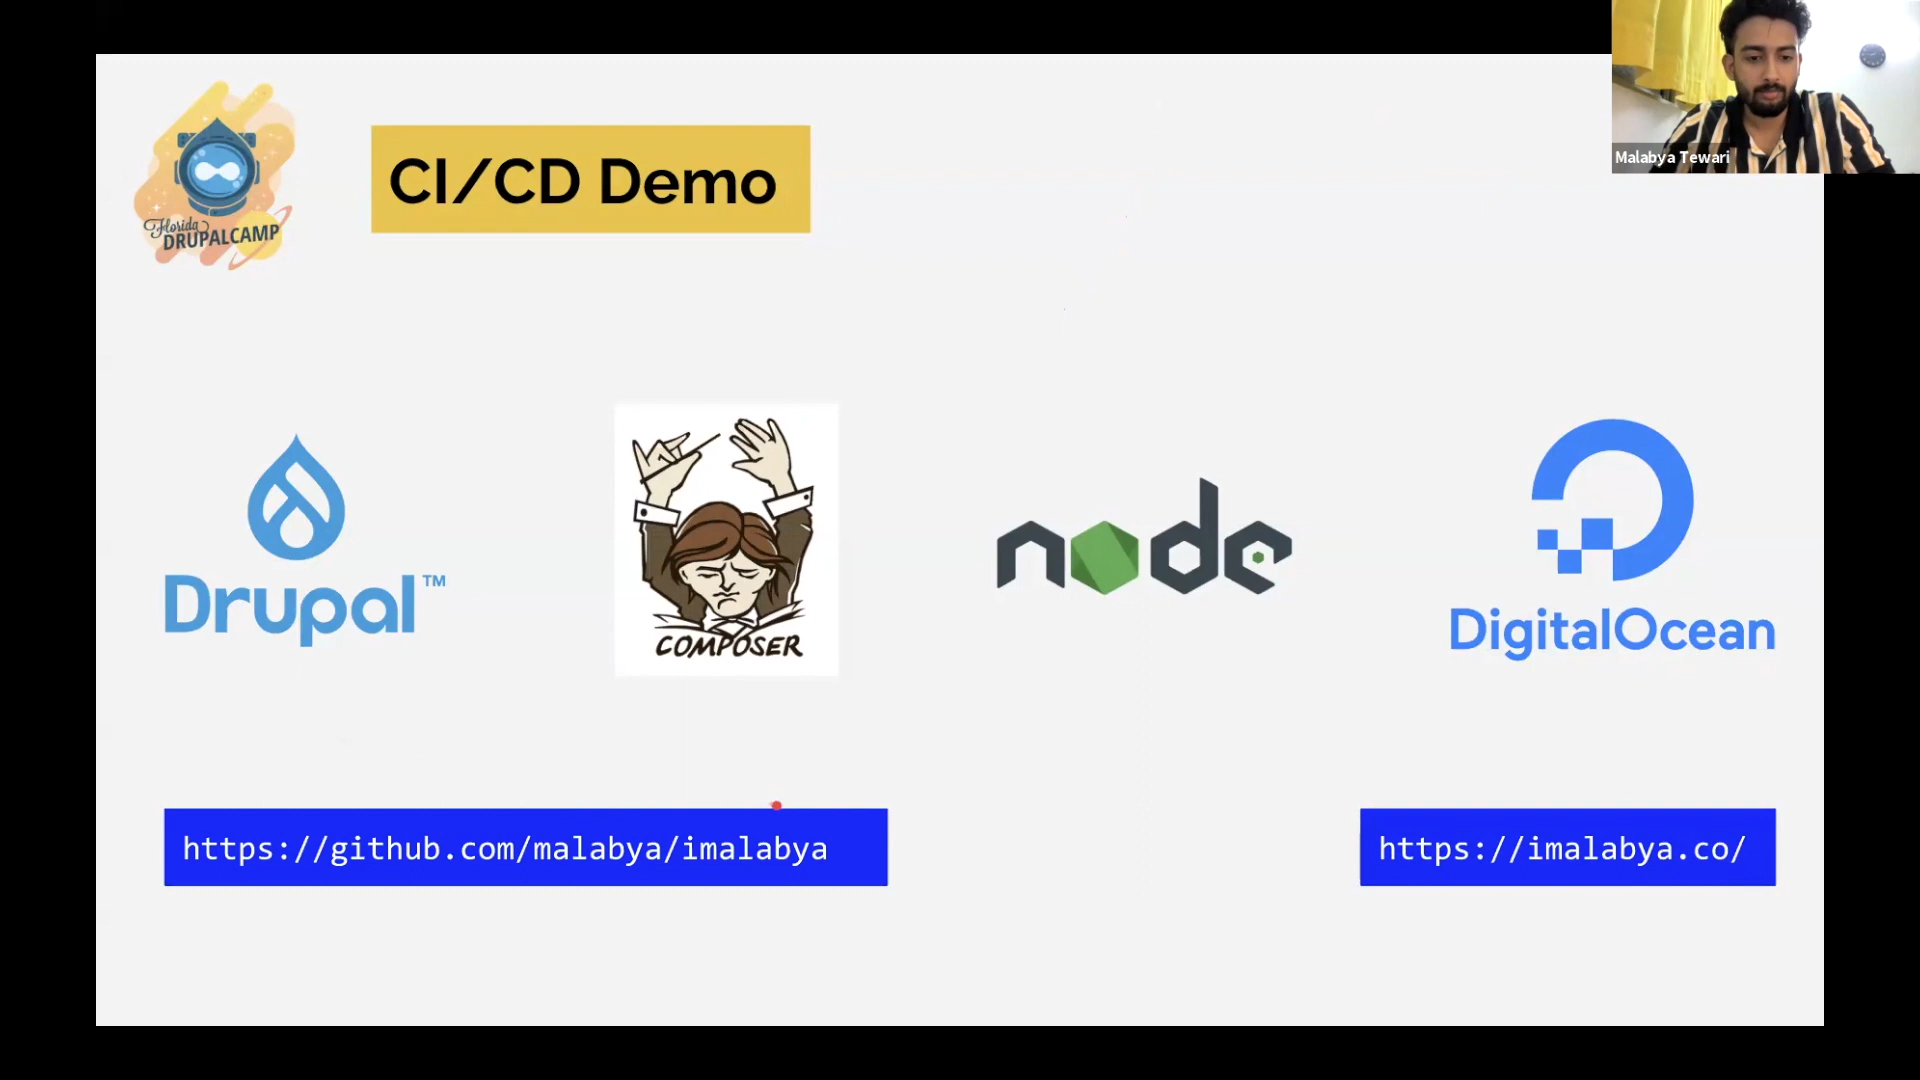 Florida
DRUPALCAMP
CI/CD Demo
Malabya Tewari
Drupal™
COMPOSER
node
DigitalOcean
https://github.com/malabya/imalabya
https://imalabya.co/